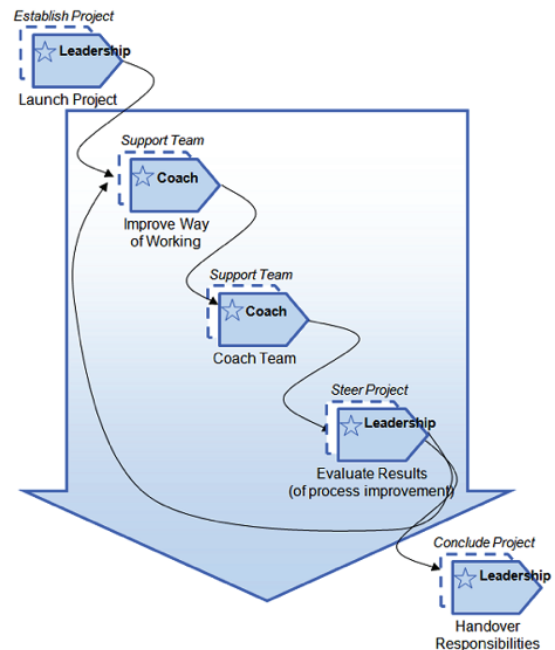 Establish Project
Leadership
Launch Project
Support Team
Coach
Improve Way
of Working
Support Team
Coach
Coach Team
Steer Project
Leadership
Evaluate Results
(of process improvement)
Conclude Project
Leadership
Handover
Responsibilities